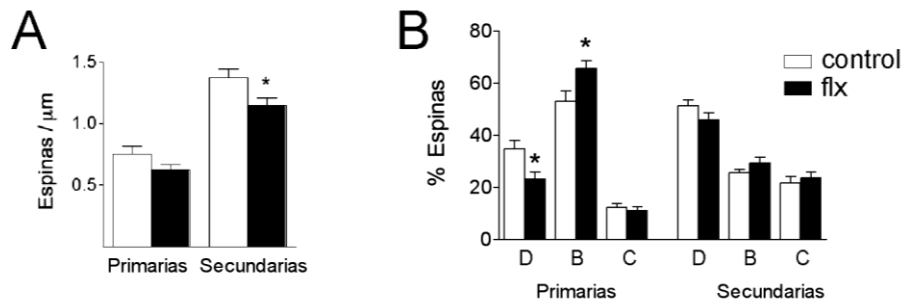 A
Espinas / µm
1.5
1.0
0.5
*
Primarias Secundarias
B
% Espinas
80
60
40
20
0
*
*
control
flx
D B C D B C
Primarias Secundarias